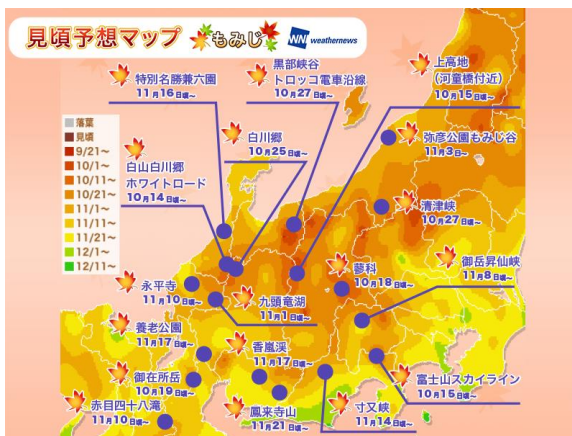 見頃予想マップ もみじ
WNI weathernews
落葉
見頃
9/21〜
10/1〜
10/11〜
10/21〜
11/1〜
11/11〜
11/21〜
12/1〜
12/11〜
特別名勝兼六園
11月16日頃〜
黒部峡谷
トロッコ電車沿線
10月27日頃〜
上高地
(河童橋付近)
10月15日頃〜
白川郷
10月25日頃〜
弥彦公園もみじ谷
11月3日〜
白山白川郷
ホワイトロード
10月14日頃〜
清津峡
10月27日頃〜
御岳昇仙峡
11月8日頃〜
蓼科
10月18日頃〜
永平寺
11月10日頃〜
九頭竜湖
11月1日頃〜
養老公園
11月17日頃〜
香嵐渓
11月17日頃〜
御在所岳
10月19日頃〜
富士山スカイライン
10月15日頃〜
赤目四十八滝
11月10日頃〜
鳳来寺山
11月21日頃〜
寸又峡
11月14日頃〜